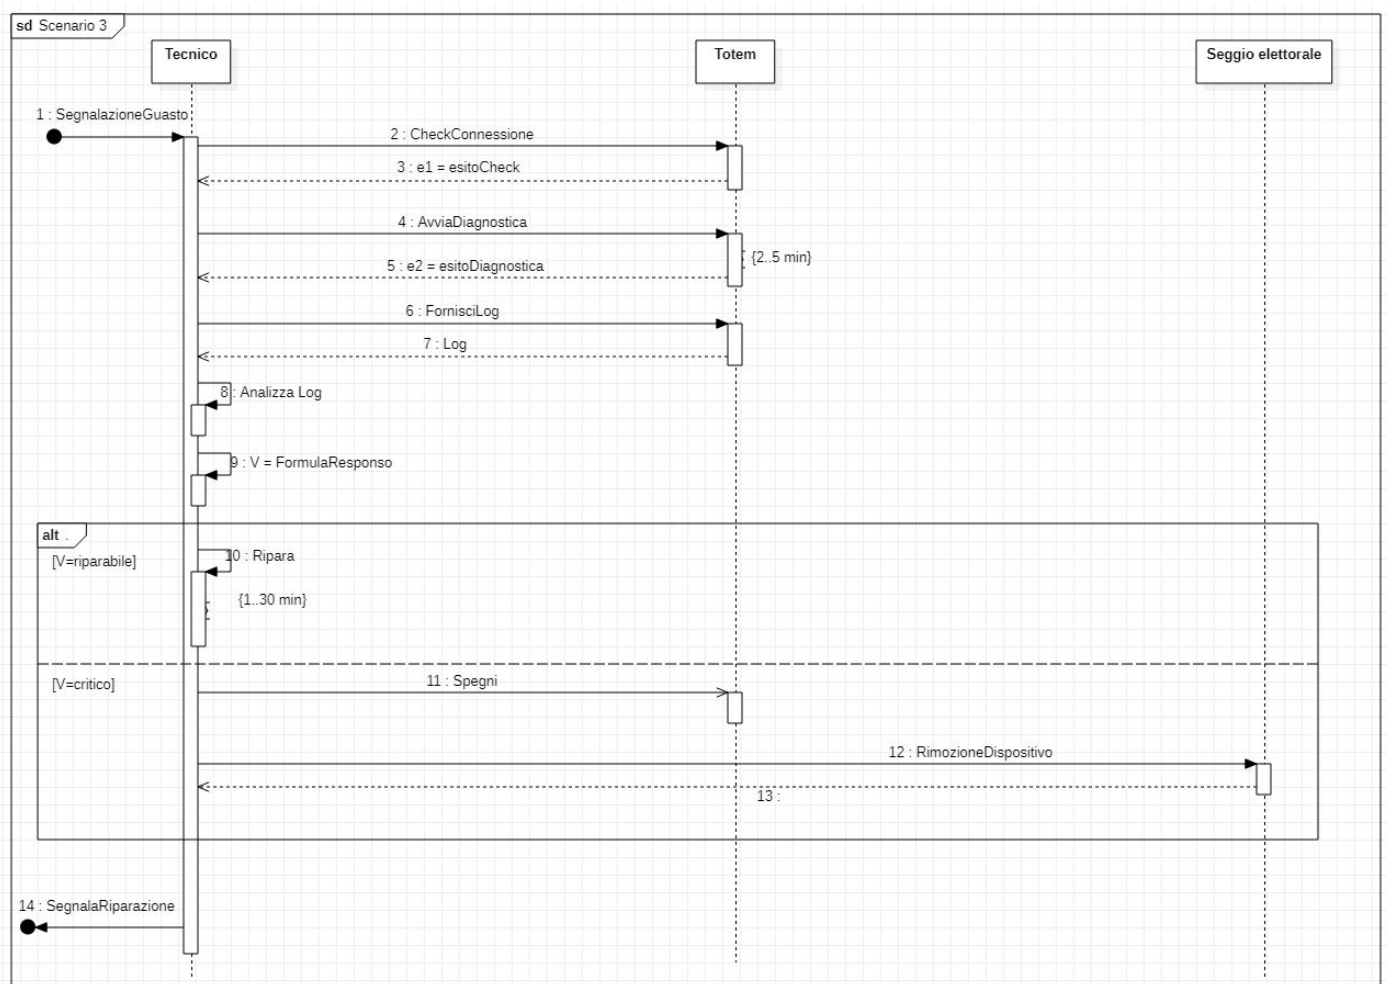 sd Scenario 3
Tecnico
Totem
Seggio elettorale
1 : SegnalazioneGuasto
2 : CheckConnessione
3 : e1 = esitoCheck
4 : AvviaDiagnostica
{2..5 min}
5 : e2 = esitoDiagnostica
6 : FornisciLog
7 : Log
8 : Analizza Log
9 : V = FormulaResponso
alt .
[V=riparabile]
10 : Ripara
{1..30 min}
[V=critico]
11 : Spegni
12 : RimozioneDispositivo
13 :
14 : SegnalaRiparazione